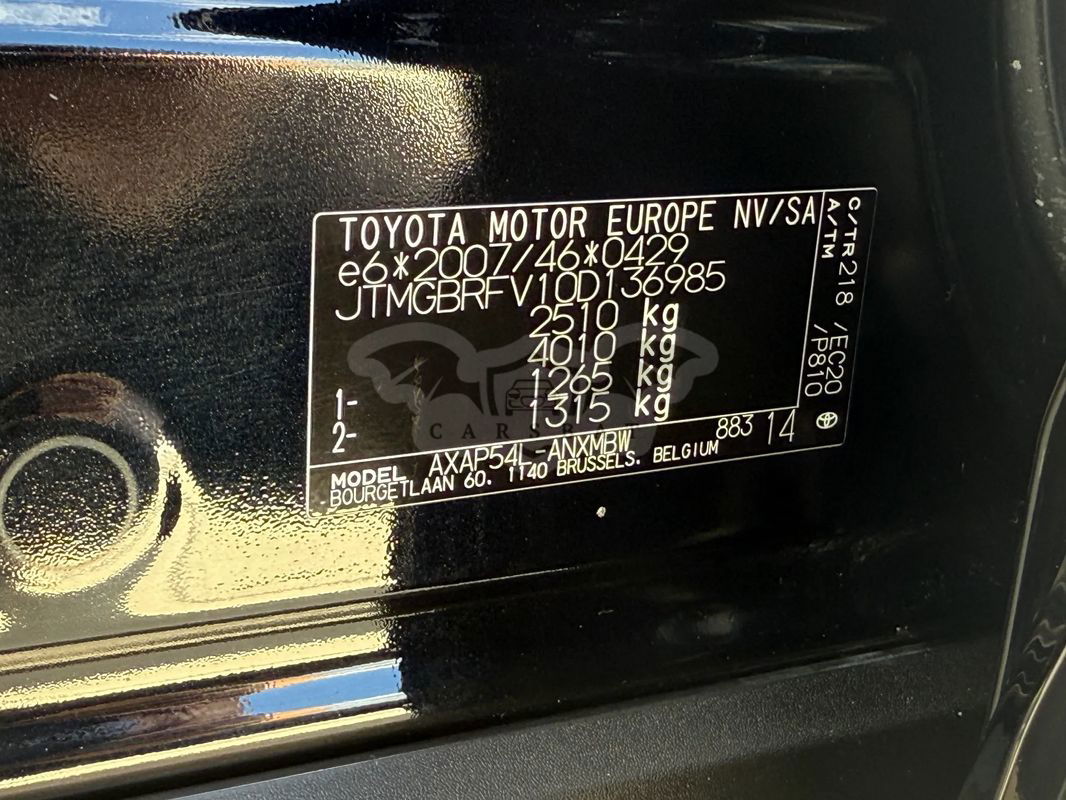 TOYOTA MOTOR EUROPE NV/SA
e6*2007/46*0429
JTMGBRFV10D136985
2510 kg
4010 kg
1- 1265 kg
2- 1315 kg
C/TR 218 /EC20
A/TM /P810
MODEL AXAP54L-ANXMBW 883 14
BOURGETLAAN 60. 1140 BRUSSELS. BELGIUM